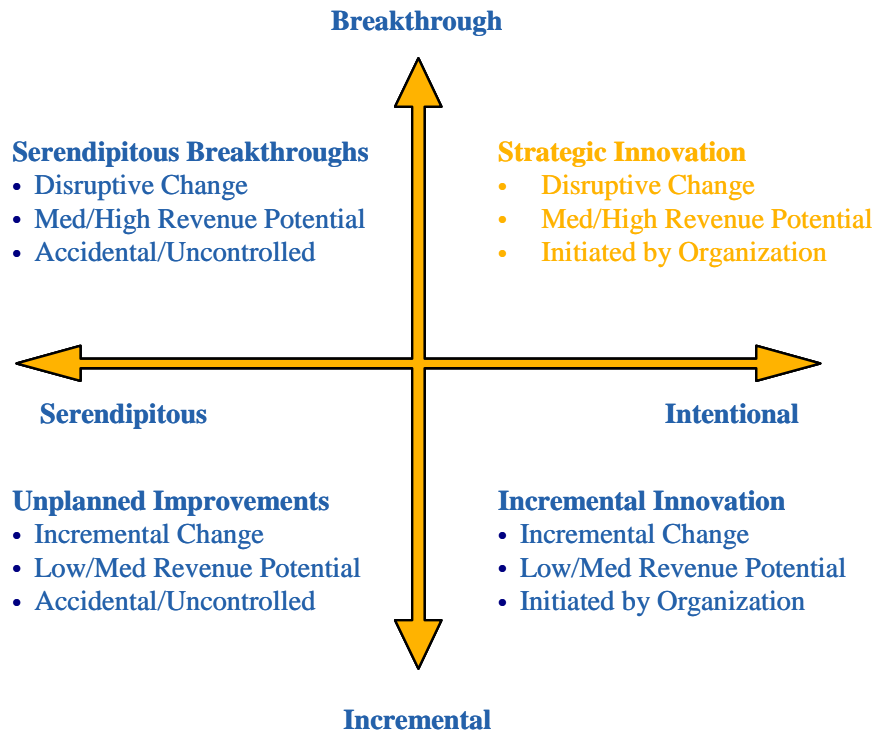 Breakthrough
Serendipitous Breakthroughs
• Disruptive Change
• Med/High Revenue Potential
• Accidental/Uncontrolled
Strategic Innovation
• Disruptive Change
• Med/High Revenue Potential
• Initiated by Organization
Serendipitous
Intentional
Unplanned Improvements
• Incremental Change
• Low/Med Revenue Potential
• Accidental/Uncontrolled
Incremental Innovation
• Incremental Change
• Low/Med Revenue Potential
• Initiated by Organization
Incremental